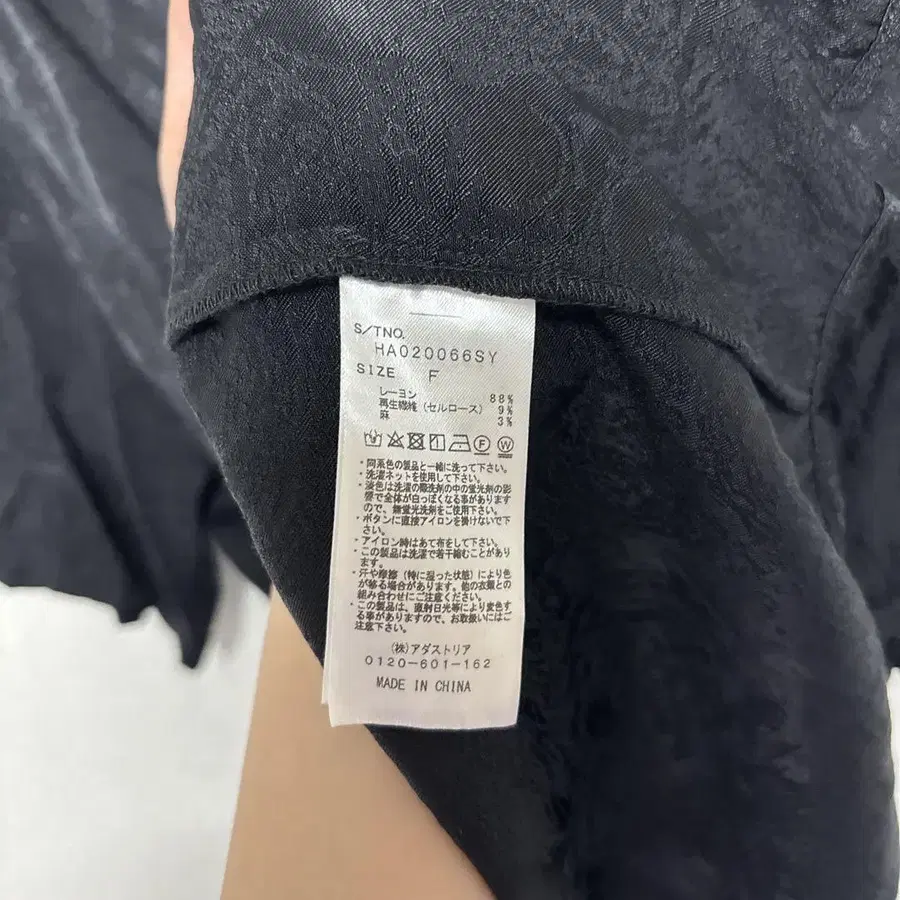 S/TNO.
HA020066SY
SIZE F
レーヨン 88%
再生繊維（セルロース） 9%
麻 3%
F W
・同系色の製品と一緒に洗って下さい。
・洗濯ネットを使用して下さい。
・淡色は洗濯の際洗剤の中の蛍光剤の影
響で全体が白っぽくなる事があります
ので、無蛍光洗剤をご使用下さい。
・ボタンに直接アイロンを掛けないで下
さい。
・アイロン時はあて布をして下さい。
・この製品は洗濯で若干縮むことがあり
ます。
・汗や摩擦（特に湿った状態）により色
が移る場合があります。他の衣類との
組み合わせにご注意ください。
・この製品は、直射日光等により変色す
る事がありますので、お取扱いにはご
注意下さい。
(株)アダストリア
0120-601-162
MADE IN CHINA